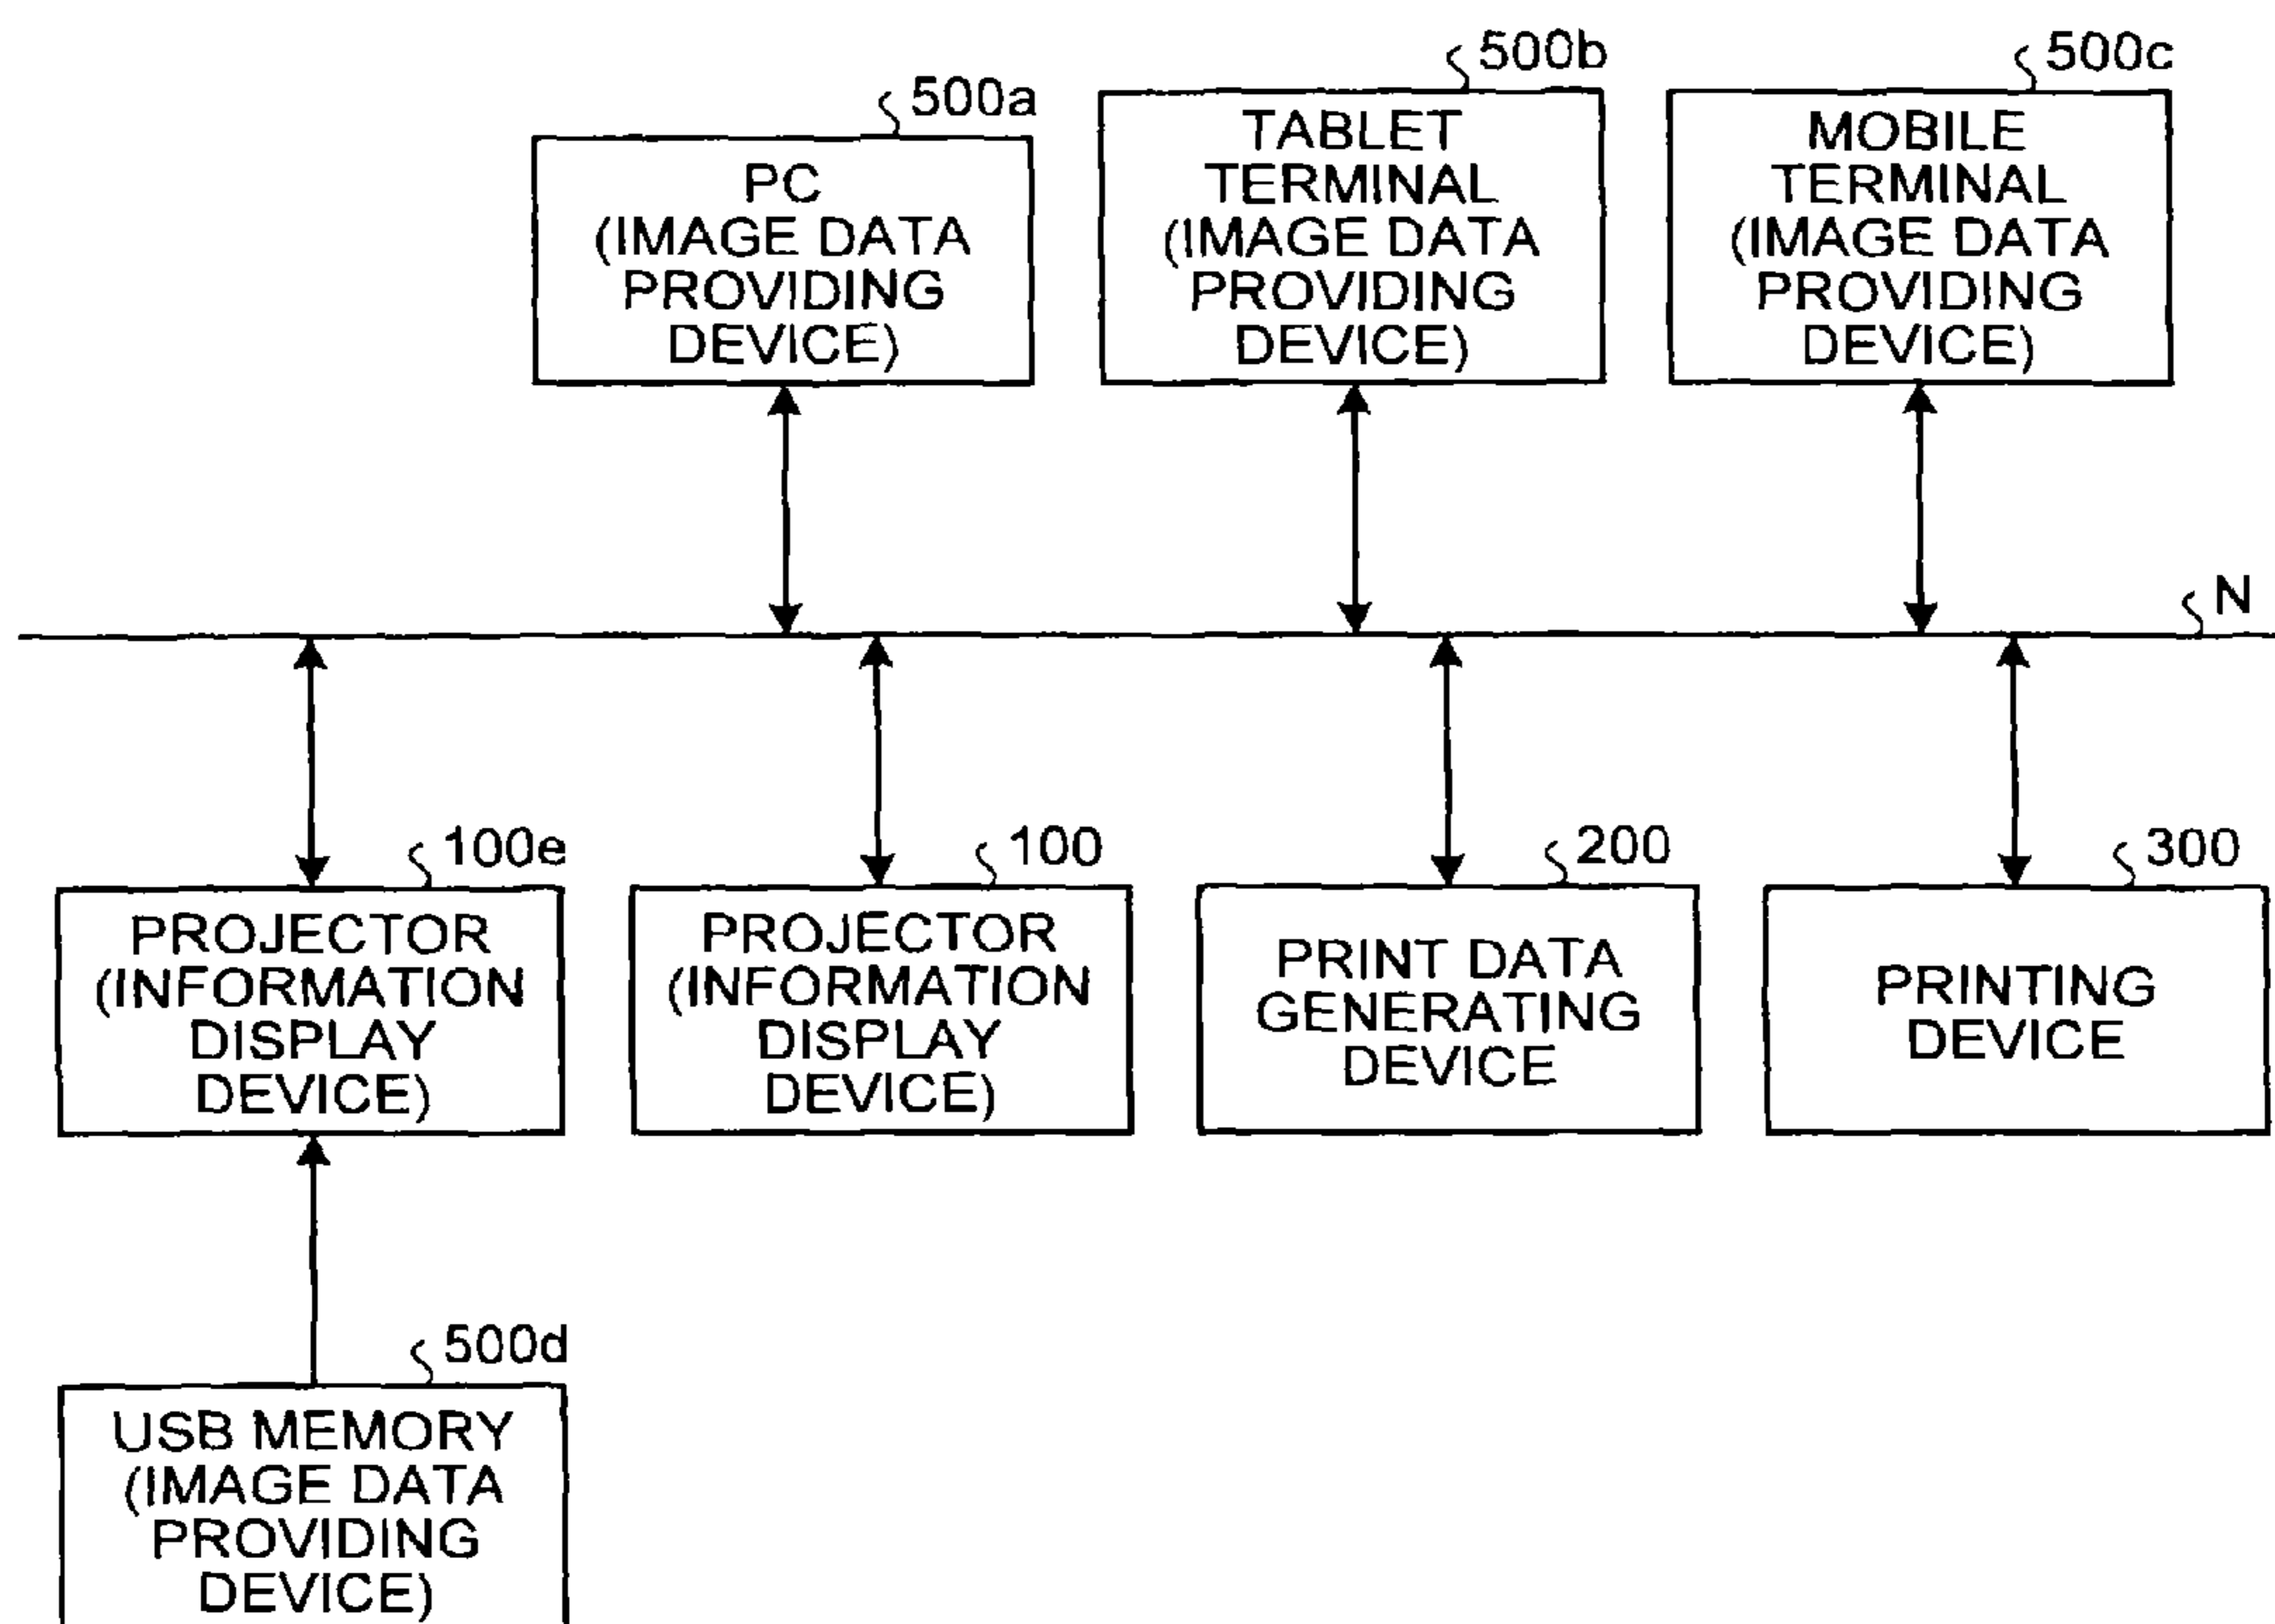 500a
PC
(IMAGE DATA
PROVIDING
DEVICE)
500b
TABLET
TERMINAL
(IMAGE DATA
PROVIDING
DEVICE)
500c
MOBILE
TERMINAL
(IMAGE DATA
PROVIDING
DEVICE)
N
100e
PROJECTOR
(INFORMATION
DISPLAY
DEVICE)
100
PROJECTOR
(INFORMATION
DISPLAY
DEVICE)
200
PRINT DATA
GENERATING
DEVICE
300
PRINTING
DEVICE
500d
USB MEMORY
(IMAGE DATA
PROVIDING
DEVICE)